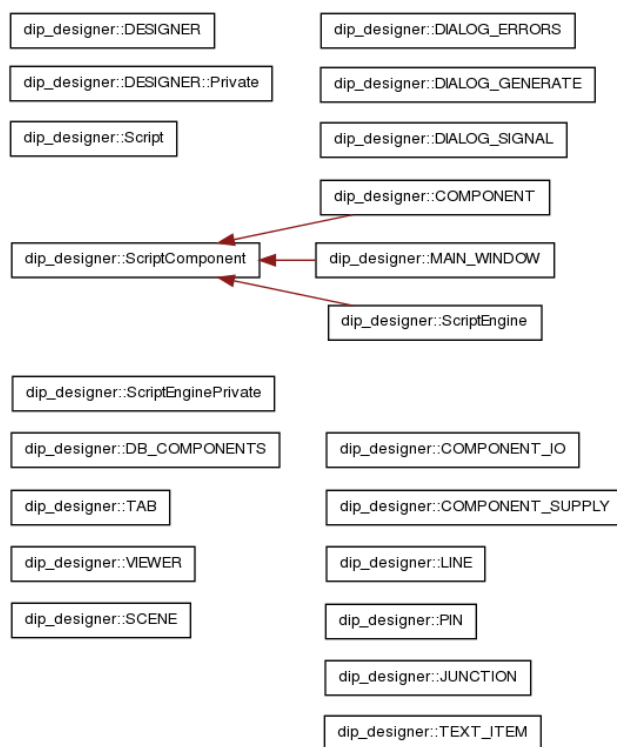 dip_designer::DESIGNER
dip_designer::DIALOG_ERRORS
dip_designer::DESIGNER::Private
dip_designer::DIALOG_GENERATE
dip_designer::Script
dip_designer::DIALOG_SIGNAL
dip_designer::COMPONENT
dip_designer::ScriptComponent
dip_designer::MAIN_WINDOW
dip_designer::ScriptEngine
dip_designer::ScriptEnginePrivate
dip_designer::DB_COMPONENTS
dip_designer::COMPONENT_IO
dip_designer::TAB
dip_designer::COMPONENT_SUPPLY
dip_designer::VIEWER
dip_designer::LINE
dip_designer::SCENE
dip_designer::PIN
dip_designer::JUNCTION
dip_designer::TEXT_ITEM